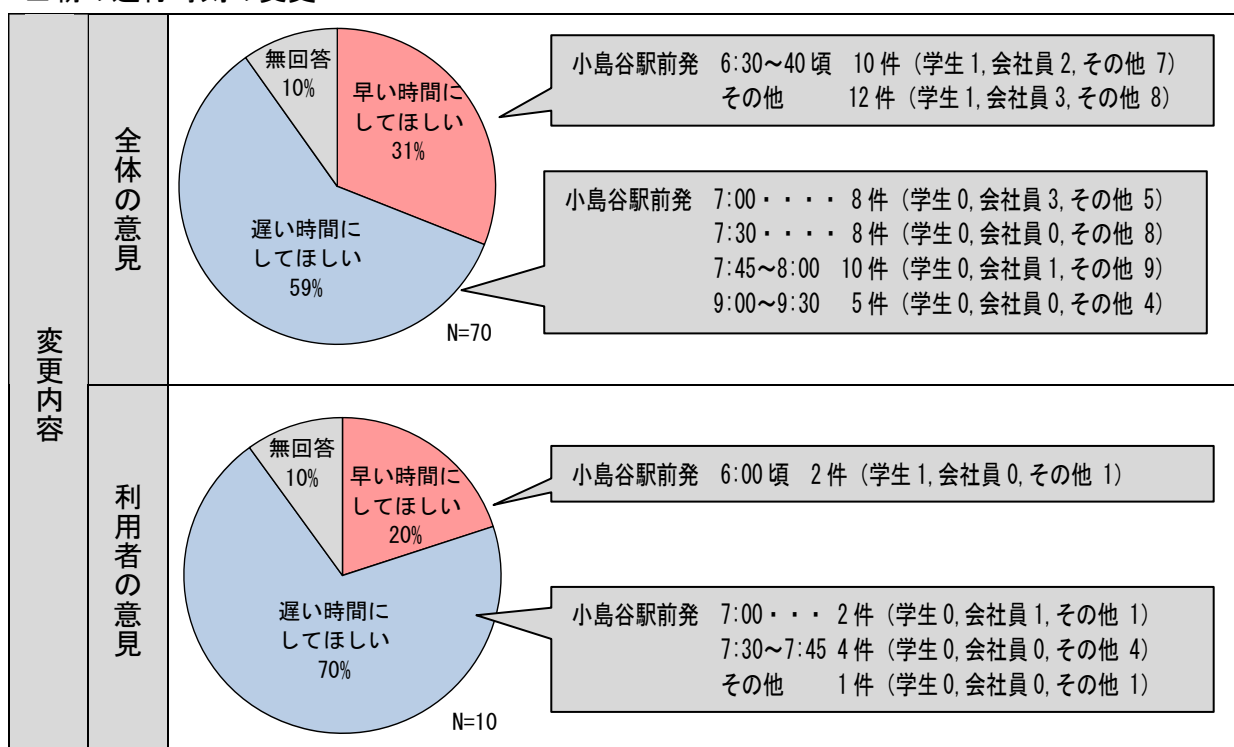 変更内容
全体の意見
無回答
10%
早い時間に
してほしい
31%
遅い時間に
してほしい
59%
N=70
小島谷駅前発 6:30～40頃 10件（学生1,会社員2,その他 7）
その他 12件（学生1,会社員3,その他 8）
小島谷駅前発 7:00・・・・ 8件（学生0,会社員3,その他 5）
7:30・・・・ 8件（学生0,会社員0,その他 8）
7:45～8:00 10件（学生0,会社員1,その他 9）
9:00～9:30 5件（学生0,会社員0,その他 4）
利用者の意見
無回答
10%
早い時間に
してほしい
20%
遅い時間に
してほしい
70%
N=10
小島谷駅前発 6:00頃 2件（学生1,会社員0,その他 1）
小島谷駅前発 7:00・・・ 2件（学生0,会社員1,その他 1）
7:30～7:45 4件（学生0,会社員0,その他 4）
その他 1件（学生0,会社員0,その他 1）